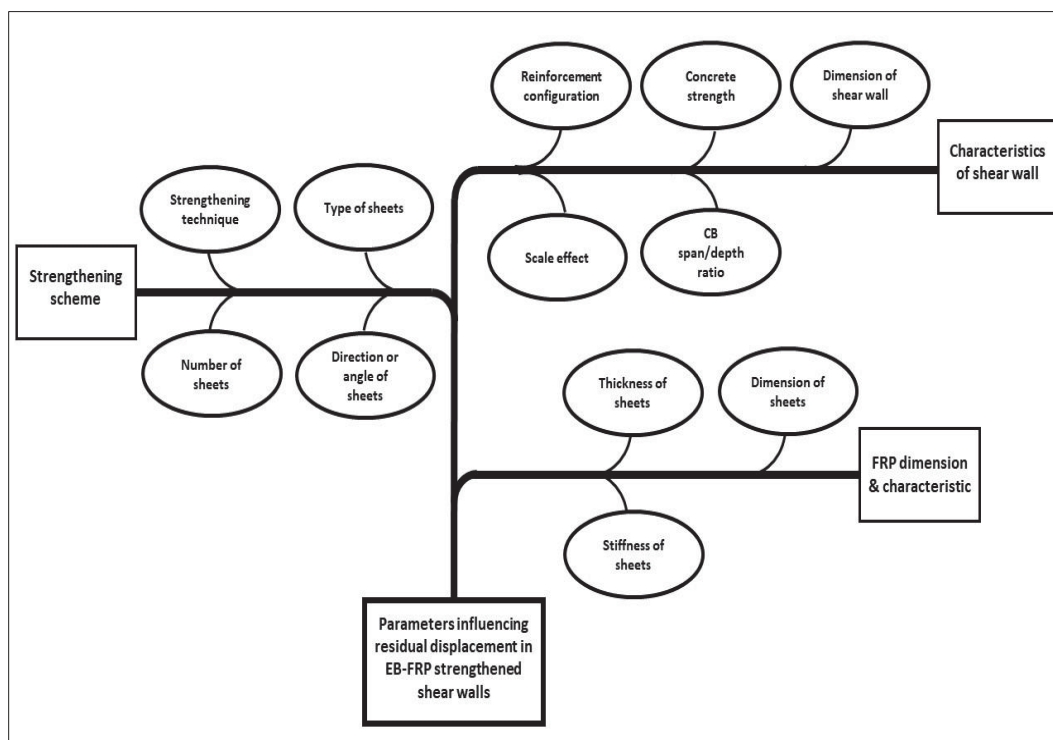 Reinforcement
configuration
Concrete
strength
Dimension of
shear wall
Characteristics
of shear wall
Scale effect
CB
span/depth
ratio
Strengthening
technique
Type of sheets
Strengthening
scheme
Number of
sheets
Direction or
angle of
sheets
Thickness of
sheets
Dimension of
sheets
FRP dimension
& characteristic
Stiffness of
sheets
Parameters influencing
residual displacement in
EB-FRP strengthened
shear walls